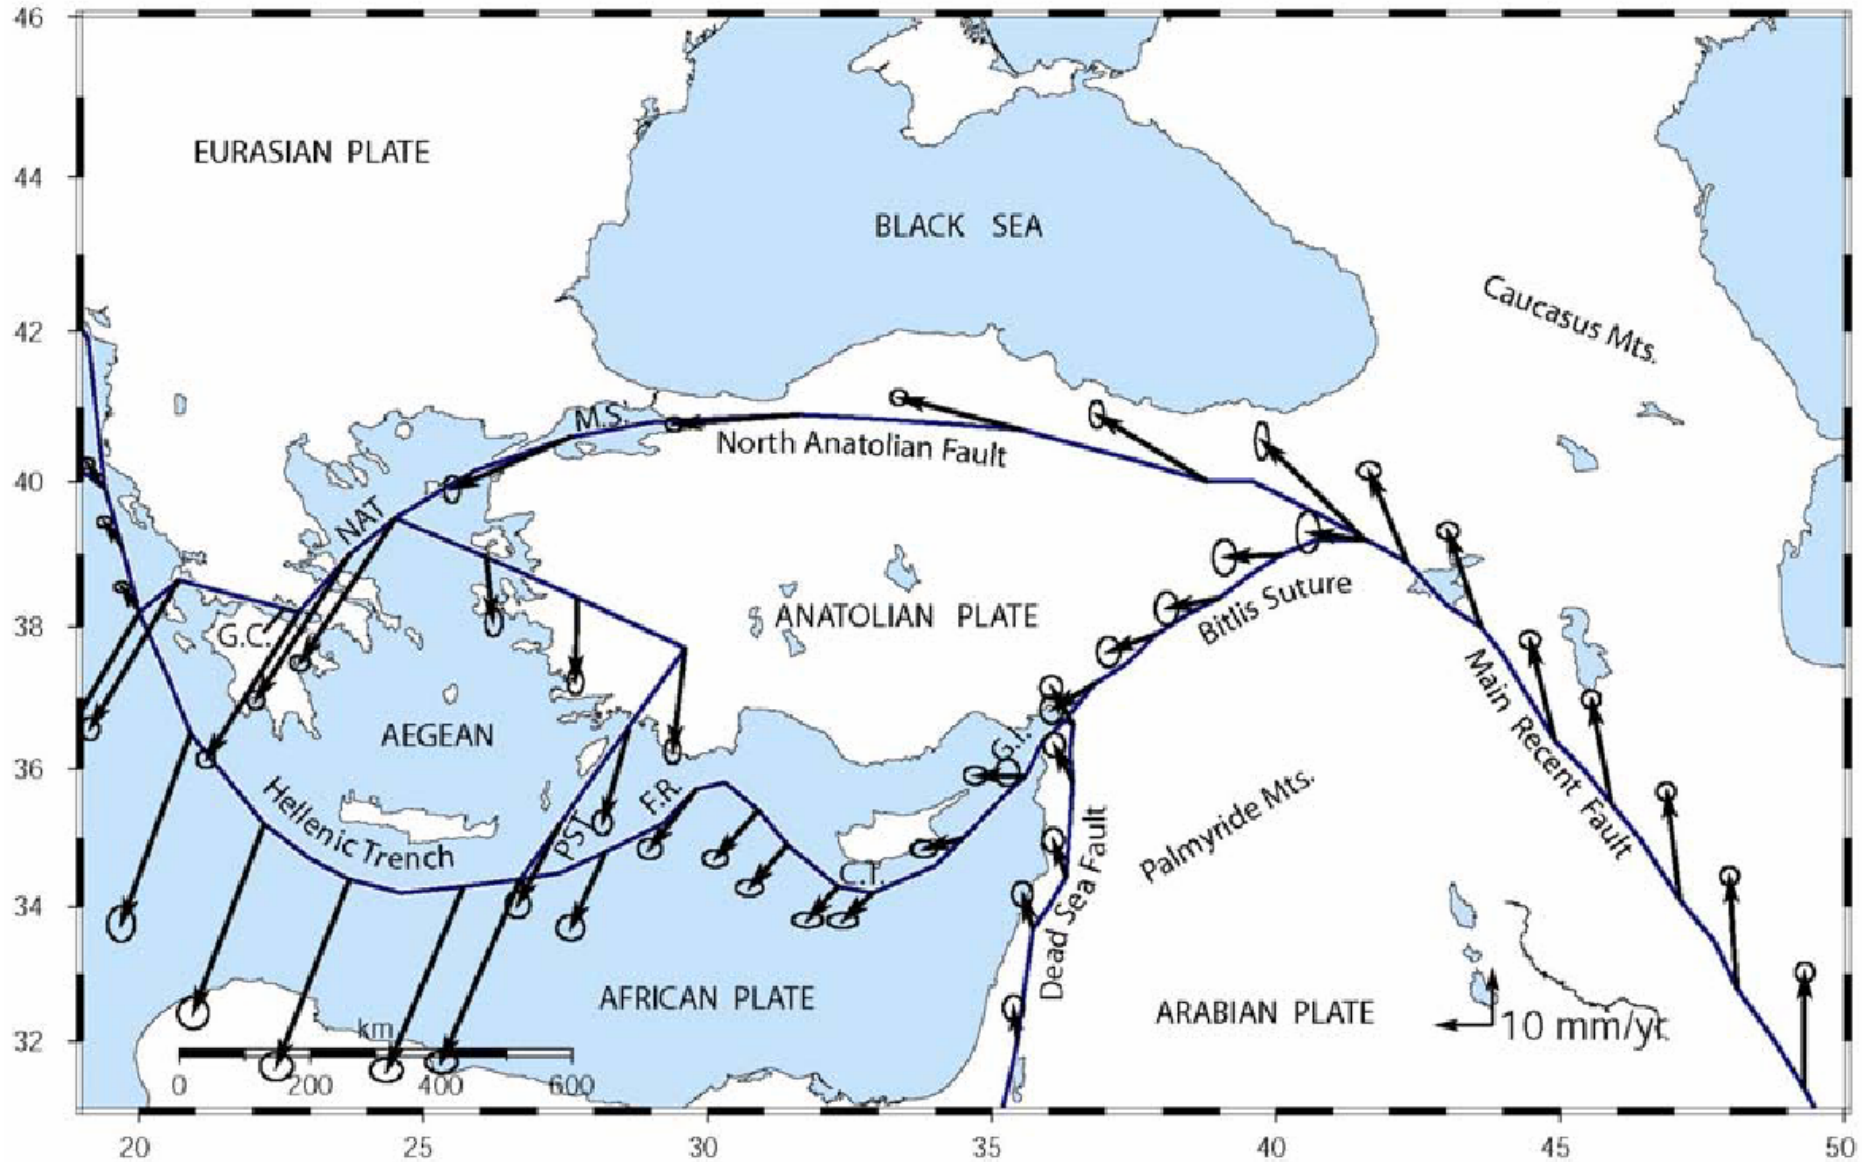 46
EURASIAN PLATE
44
BLACK SEA
Caucasus Mts.
42
M.S.
North Anatolian Fault
40
NAT
Bitlis Suture
38
G.C.
ANATOLIAN PLATE
Main Recent Fault
AEGEAN
G.I.
36
Hellenic Trench
F.R.
PST
Palmyride Mts.
C.T.
34
Dead Sea Fault
AFRICAN PLATE
ARABIAN PLATE
10 mm/yr.
32
km
0 200 400 600
20 25 30 35 40 45 50